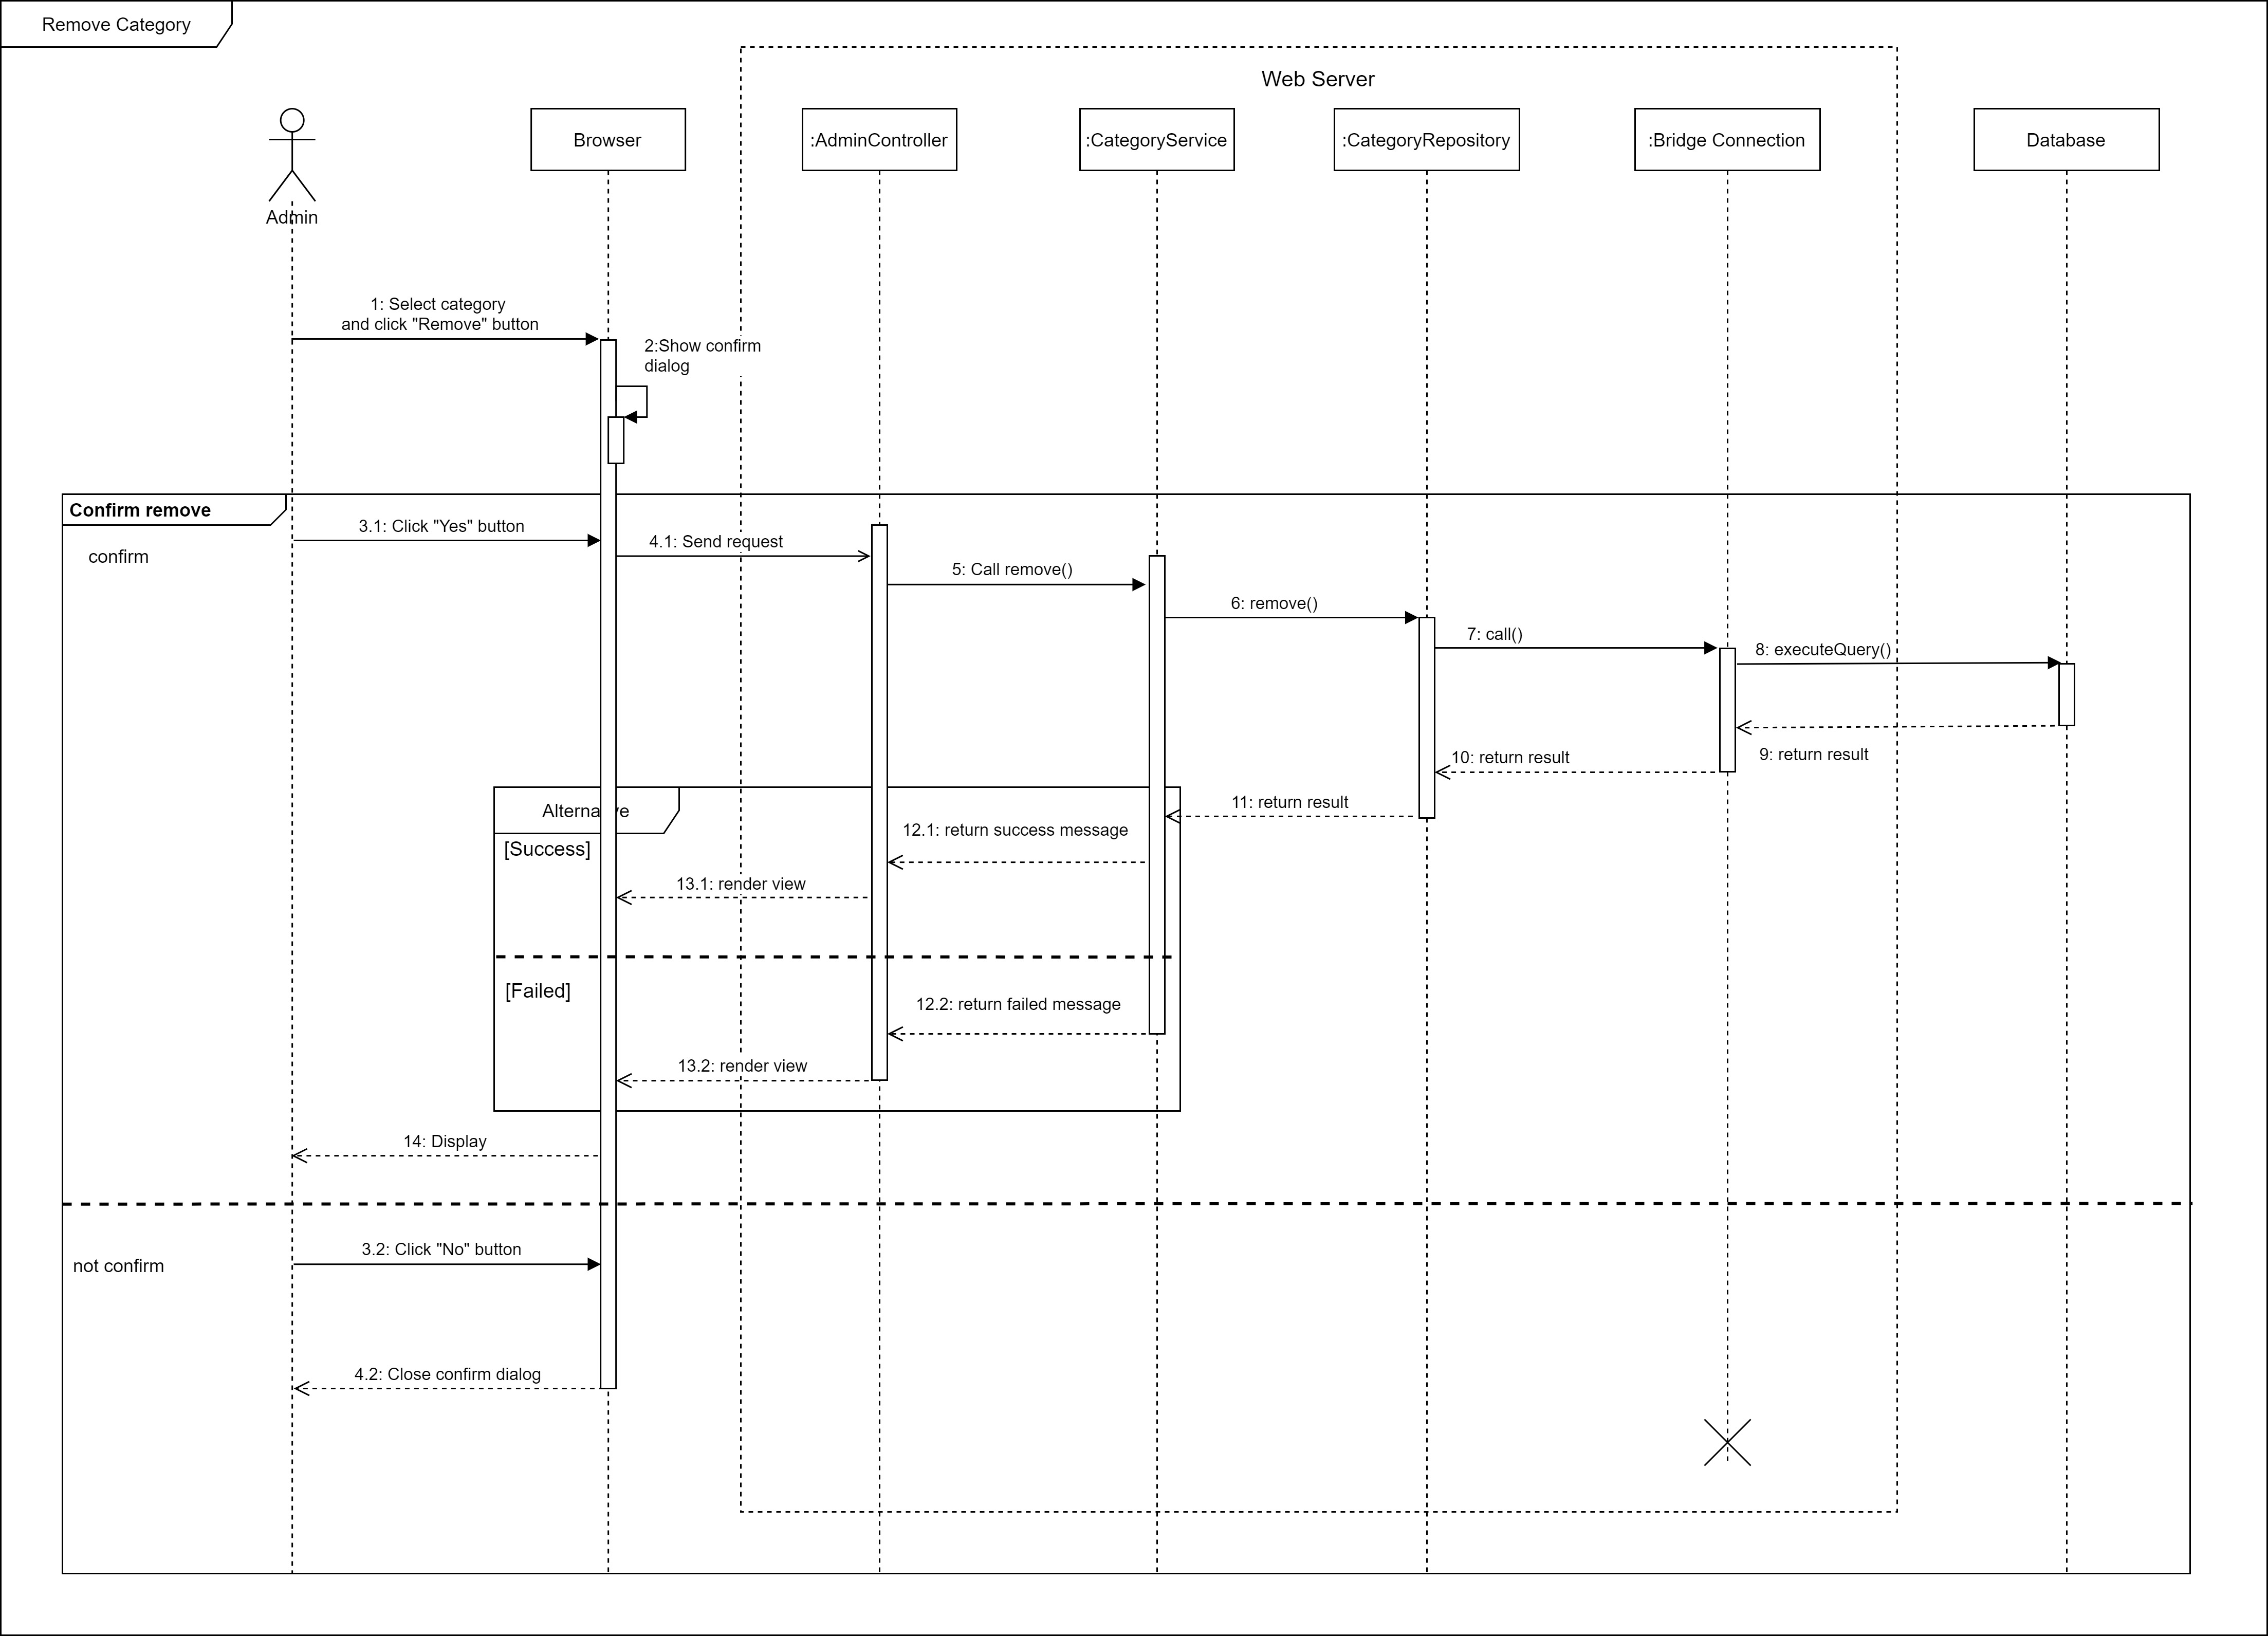 Remove Category
Web Server
Browser
:AdminController
:CategoryService
:CategoryRepository
:Bridge Connection
Database
Admin
1: Select category
and click "Remove" button
2:Show confirm
dialog
Confirm remove
3.1: Click "Yes" button
4.1: Send request
confirm
5: Call remove()
6: remove()
7: call()
8: executeQuery()
9: return result
10: return result
11: return result
Alternative
12.1: return success message
[Success]
13.1: render view
[Failed]
12.2: return failed message
13.2: render view
14: Display
3.2: Click "No" button
not confirm
4.2: Close confirm dialog